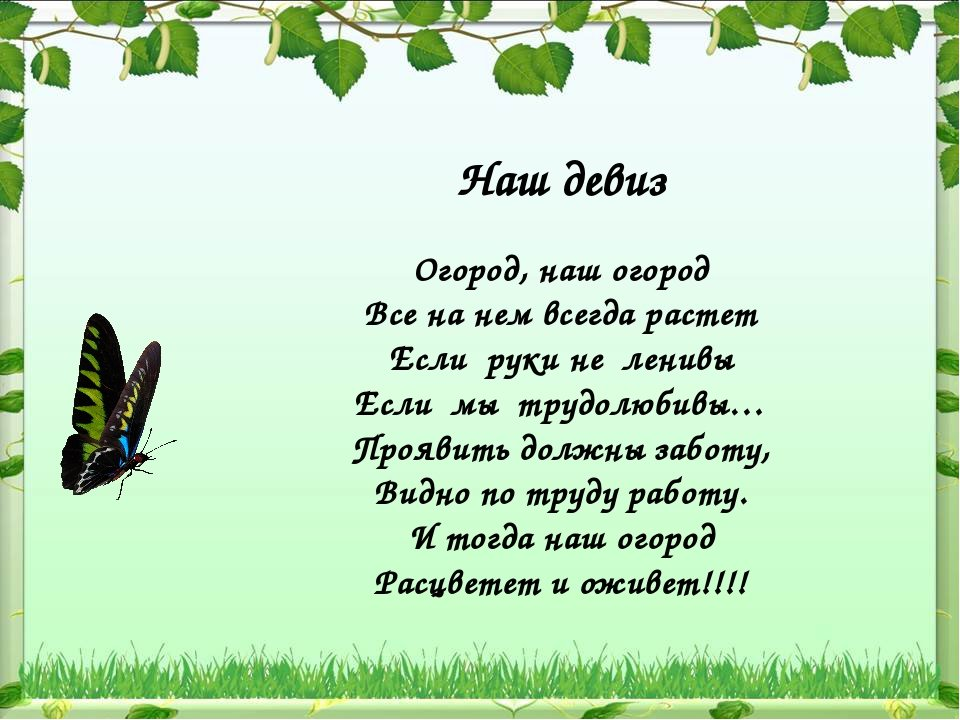 Наш девиз
Огород, наш огород
Все на нем всегда растет
Если руки не ленивы
Если мы трудолюбивы…
Проявить должны заботу,
Видно по труду работу.
И тогда наш огород
Расцветет и оживет!!!!